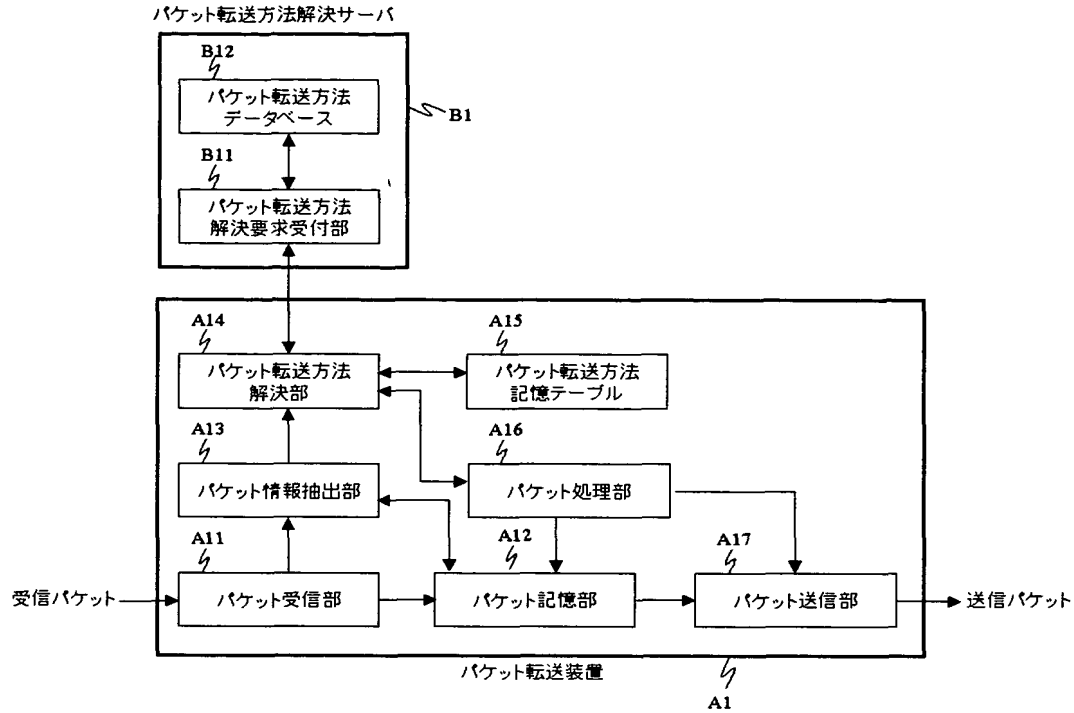 パケット転送方法解決サーバ
B12
パケット転送方法
データベース
B1
B11
パケット転送方法
解決要求受付部
A14
パケット転送方法
解決部
A15
パケット転送方法
記憶テーブル
A13
パケット情報抽出部
A16
パケット処理部
A11
パケット受信部
A12
パケット記憶部
A17
パケット送信部
受信パケット
送信パケット
パケット転送装置
A1